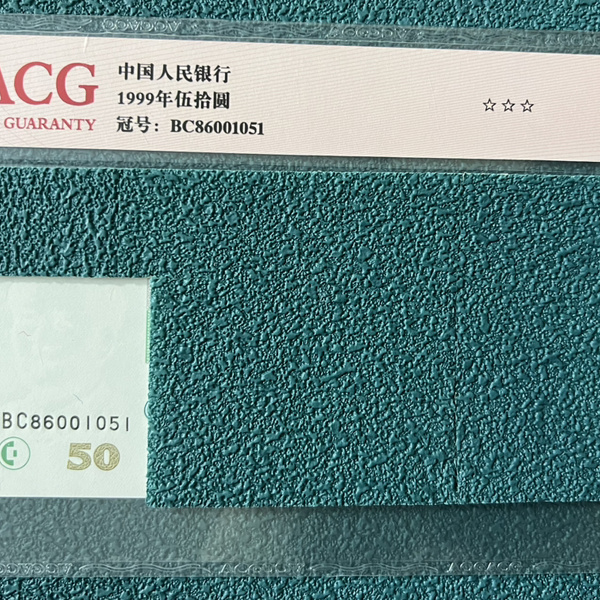 ACG
GUARANTY
中国人民银行
1999年伍拾圆
冠号：BC86001051
☆☆☆
BC86001051
50